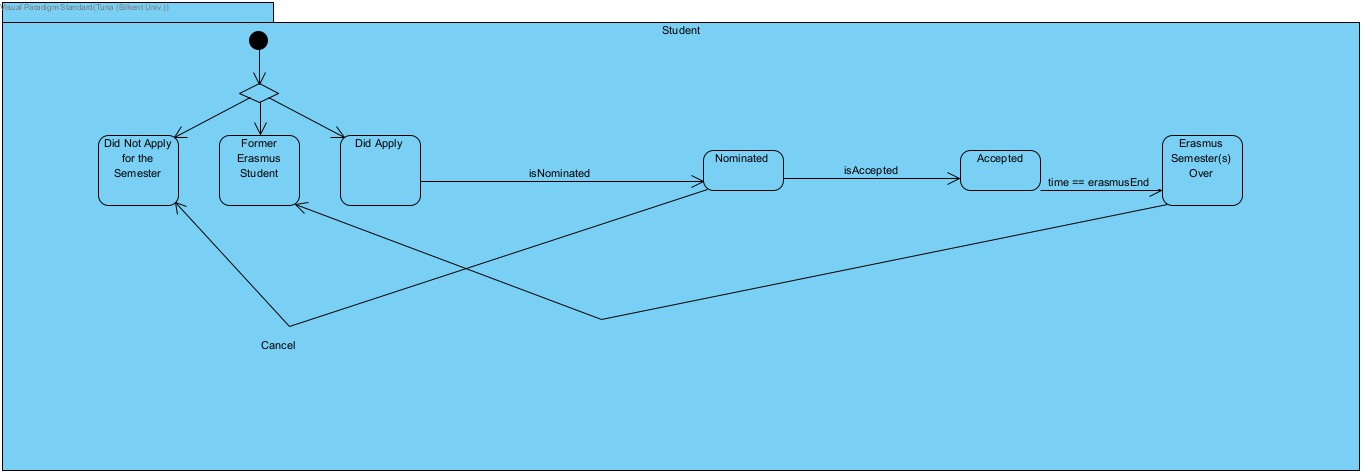 Visual Paradigm Standard(Tuna (Bilkent Univ.))
Student
Did Not Apply
for the
Semester
Former
Erasmus
Student
Did Apply
isNominated
Nominated
isAccepted
Accepted
time == erasmusEnd
Erasmus
Semester(s)
Over
Cancel